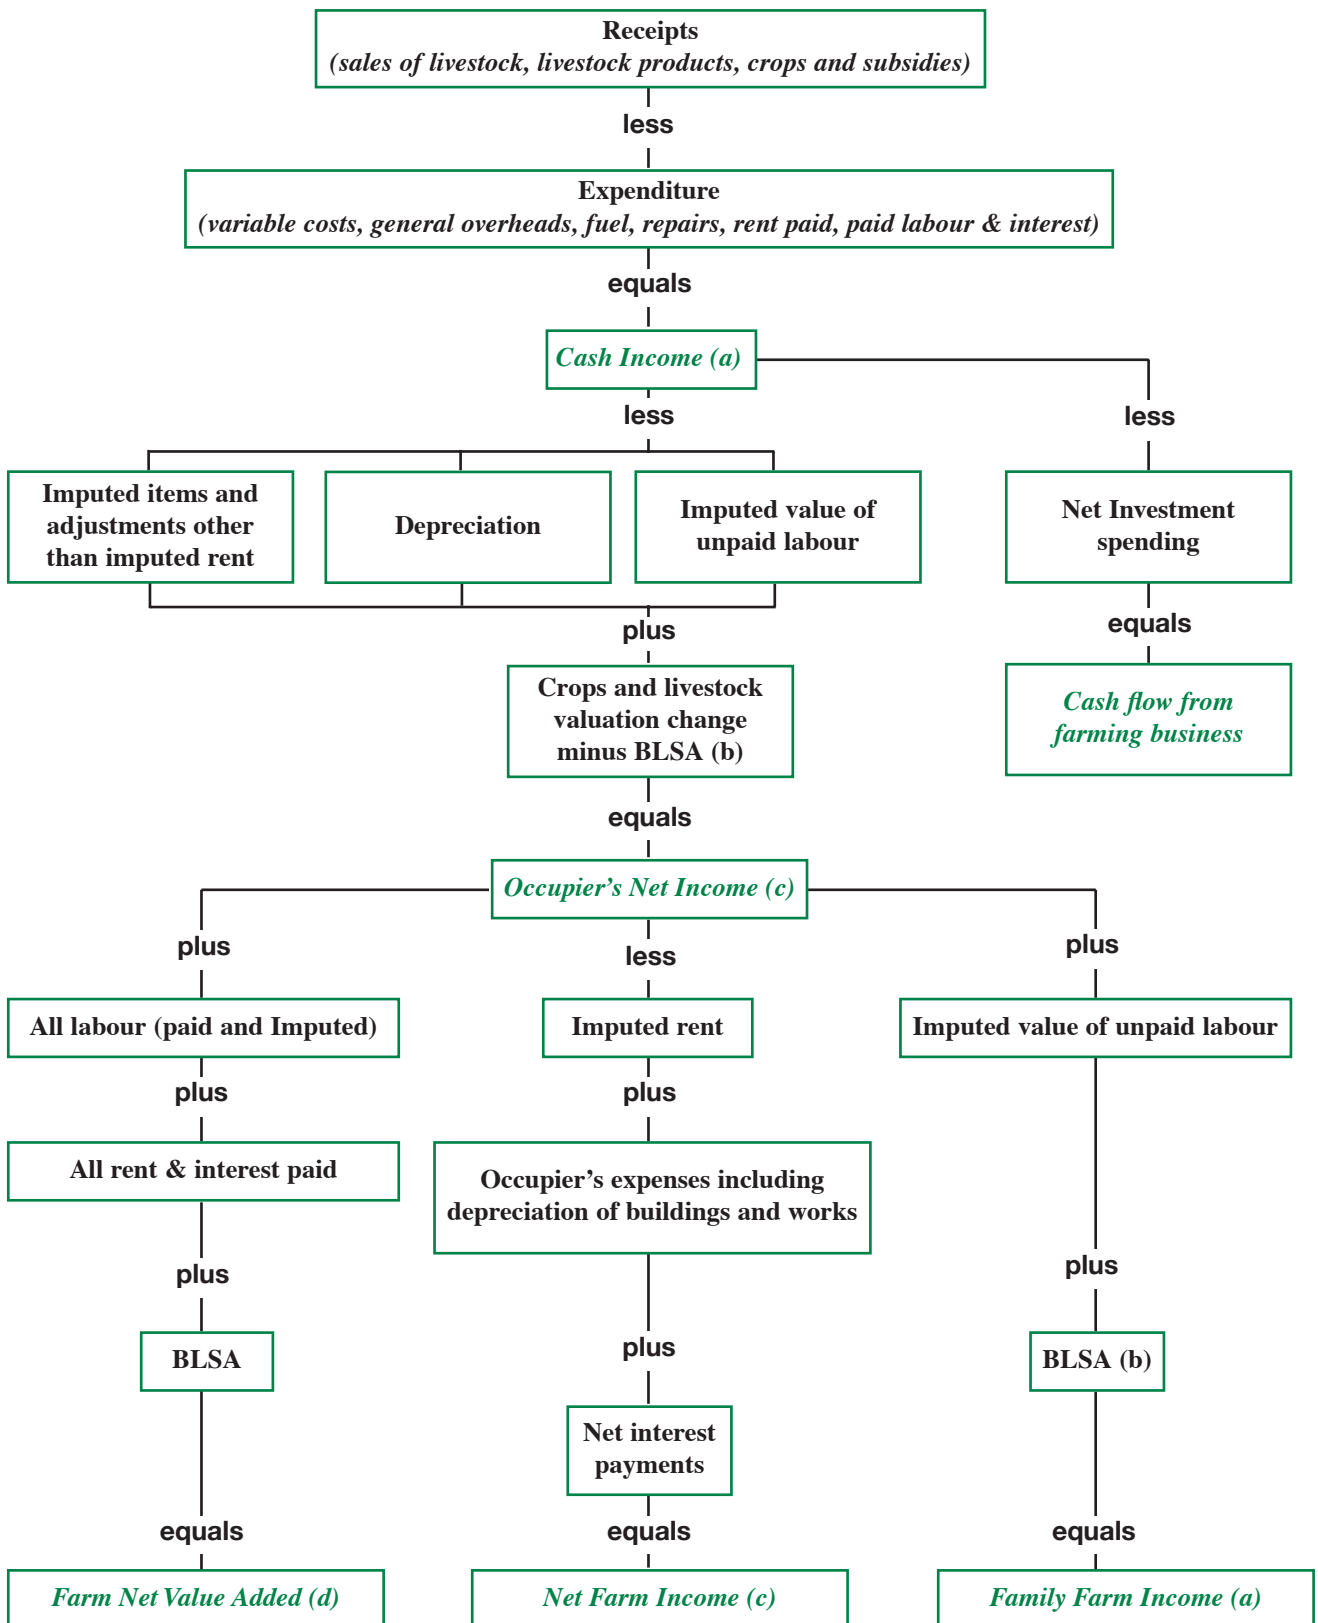 Receipts
(sales of livestock, livestock products, crops and subsidies)
less
Expenditure
(variable costs, general overheads, fuel, repairs, rent paid, paid labour & interest)
equals
Cash Income (a)
less
less
Imputed items and
adjustments other
than imputed rent
Depreciation
Imputed value of
unpaid labour
Net Investment
spending
plus
equals
Crops and livestock
valuation change
minus BLSA (b)
Cash flow from
farming business
equals
Occupier’s Net Income (c)
plus
less
plus
All labour (paid and Imputed)
Imputed rent
Imputed value of unpaid labour
plus
plus
All rent & interest paid
Occupier’s expenses including
depreciation of buildings and works
plus
plus
BLSA
plus
BLSA (b)
Net interest
payments
equals
equals
equals
Farm Net Value Added (d)
Net Farm Income (c)
Family Farm Income (a)